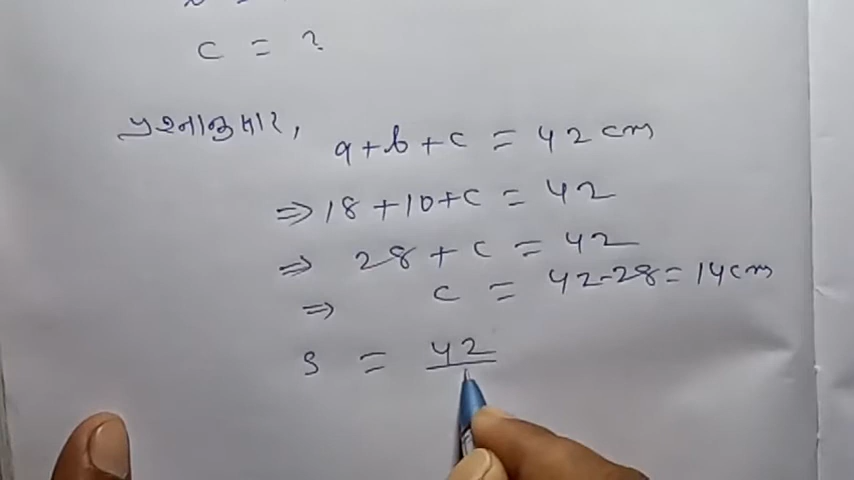 c = ?
प्रश्नानुसार,
a + b + c = 42 cm
⇒ 18 + 10 + c = 42
⇒ 28 + c = 42
⇒ c = 42 - 28 = 14 cm
s = 42